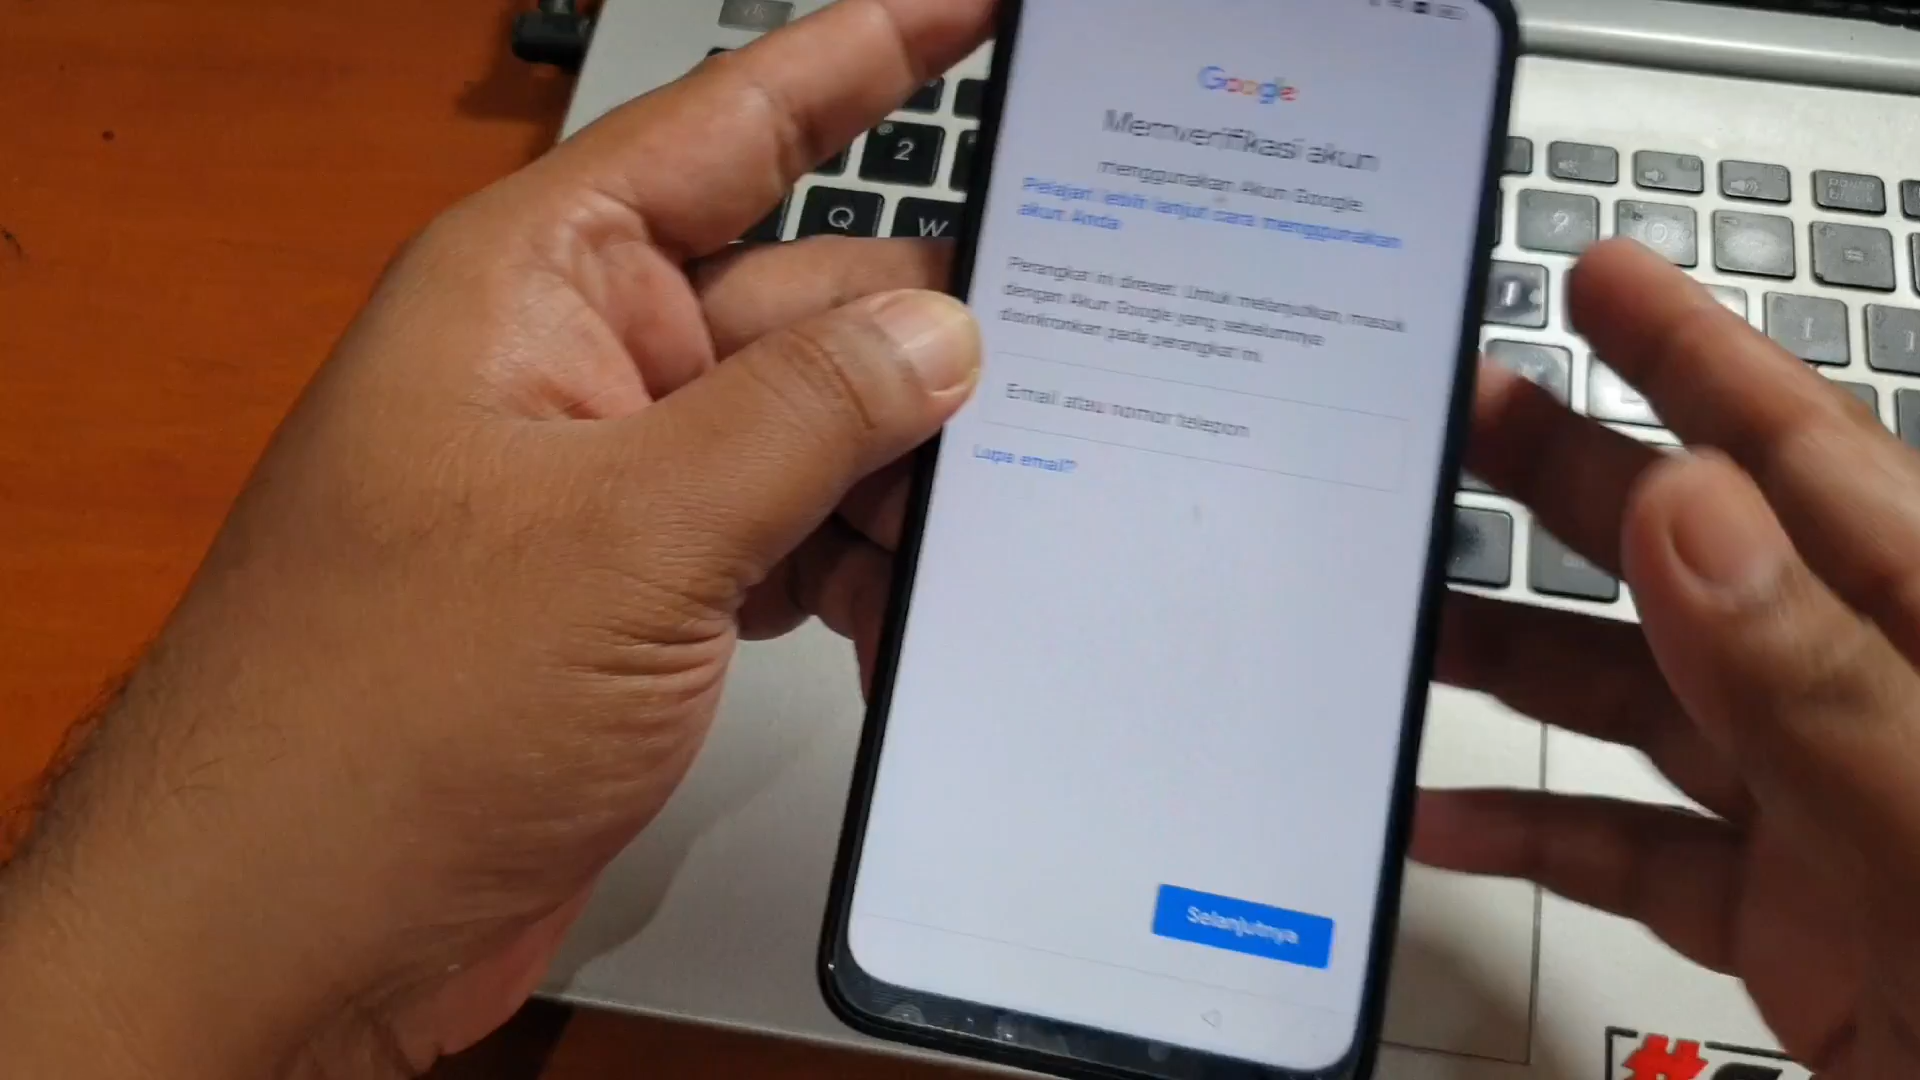 Google
Memverifikasi akun
menggunakan Akun Google.
Pelajari lebih lanjut cara menggunakan
akun Anda
Perangkat ini direset. Untuk melanjutkan, masuk
dengan Akun Google yang sebelumnya
disinkronkan pada perangkat ini.
Email atau nomor telepon
Lupa email?
Selanjutnya
2
Q
W